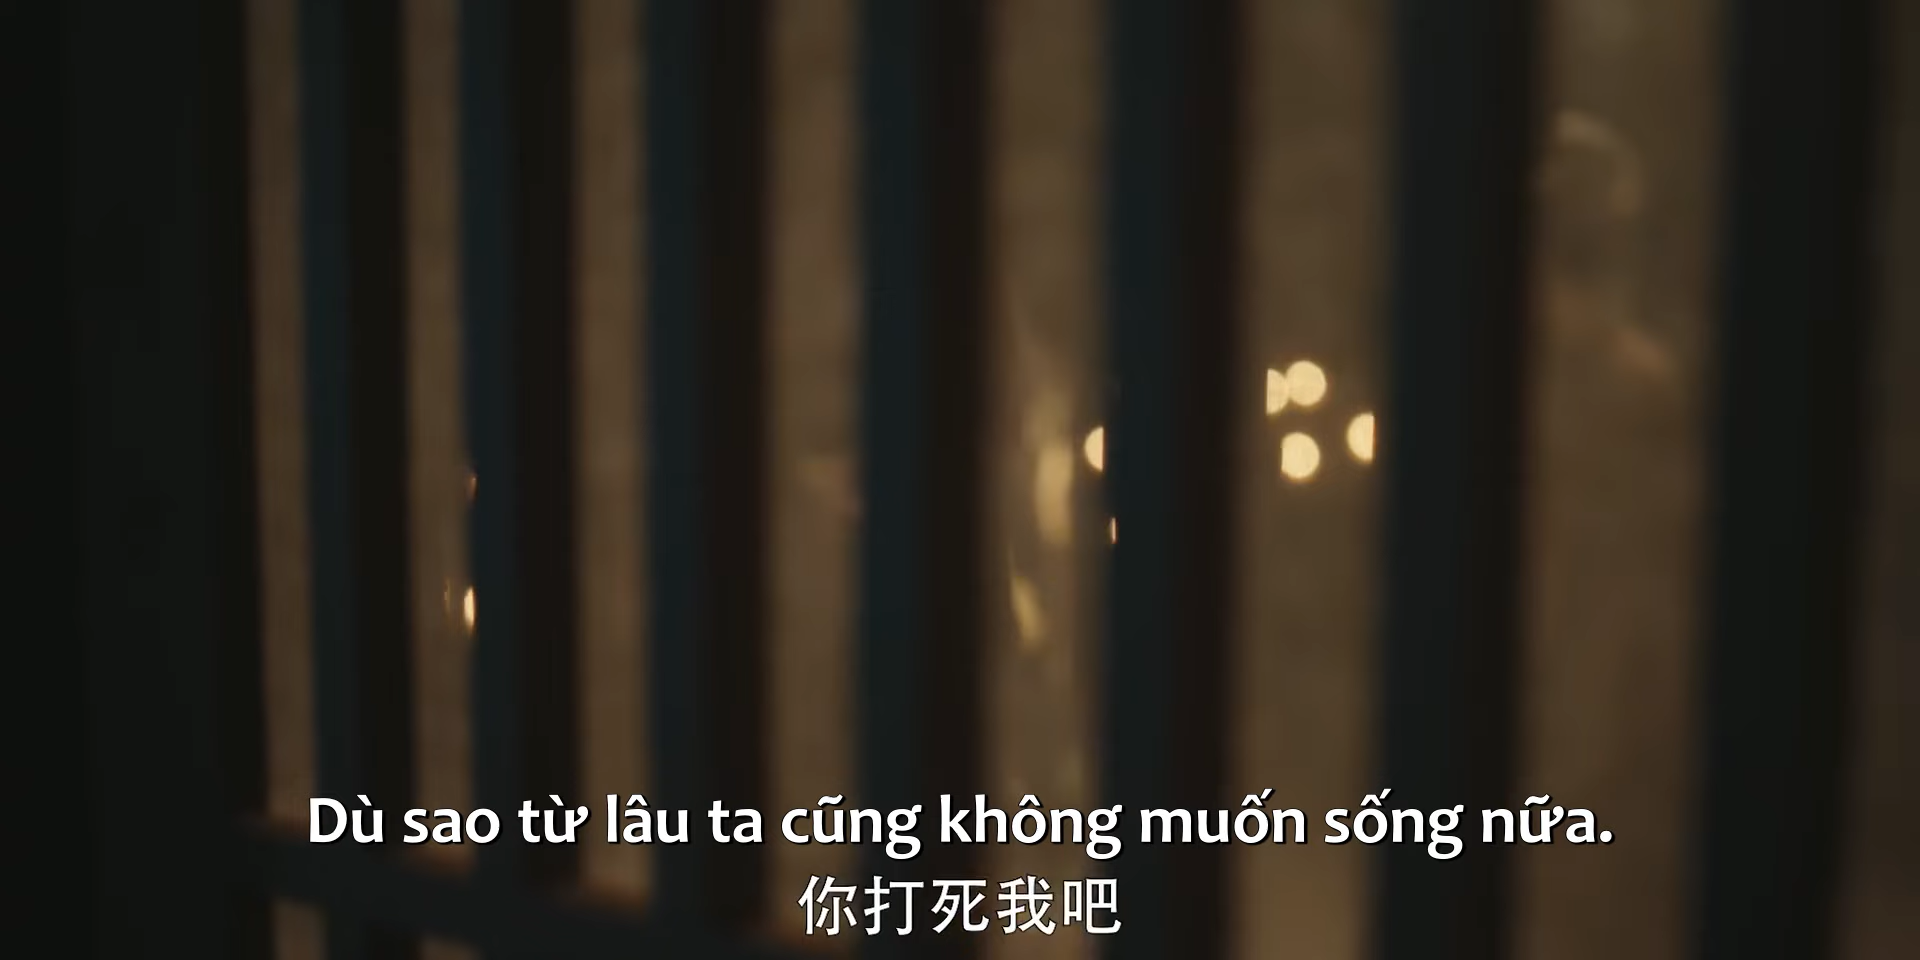 Dù sao từ lâu ta cũng không muốn sống nữa.
你打死我吧